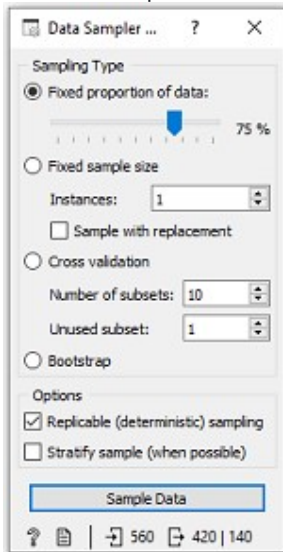 Data Sampler ... ? ×
Sampling Type
Fixed proportion of data:
75 %
Fixed sample size
Instances: 1
Sample with replacement
Cross validation
Number of subsets: 10
Unused subset: 1
Bootstrap
Options
Replicable (deterministic) sampling
Stratify sample (when possible)
Sample Data
? 560 420 | 140